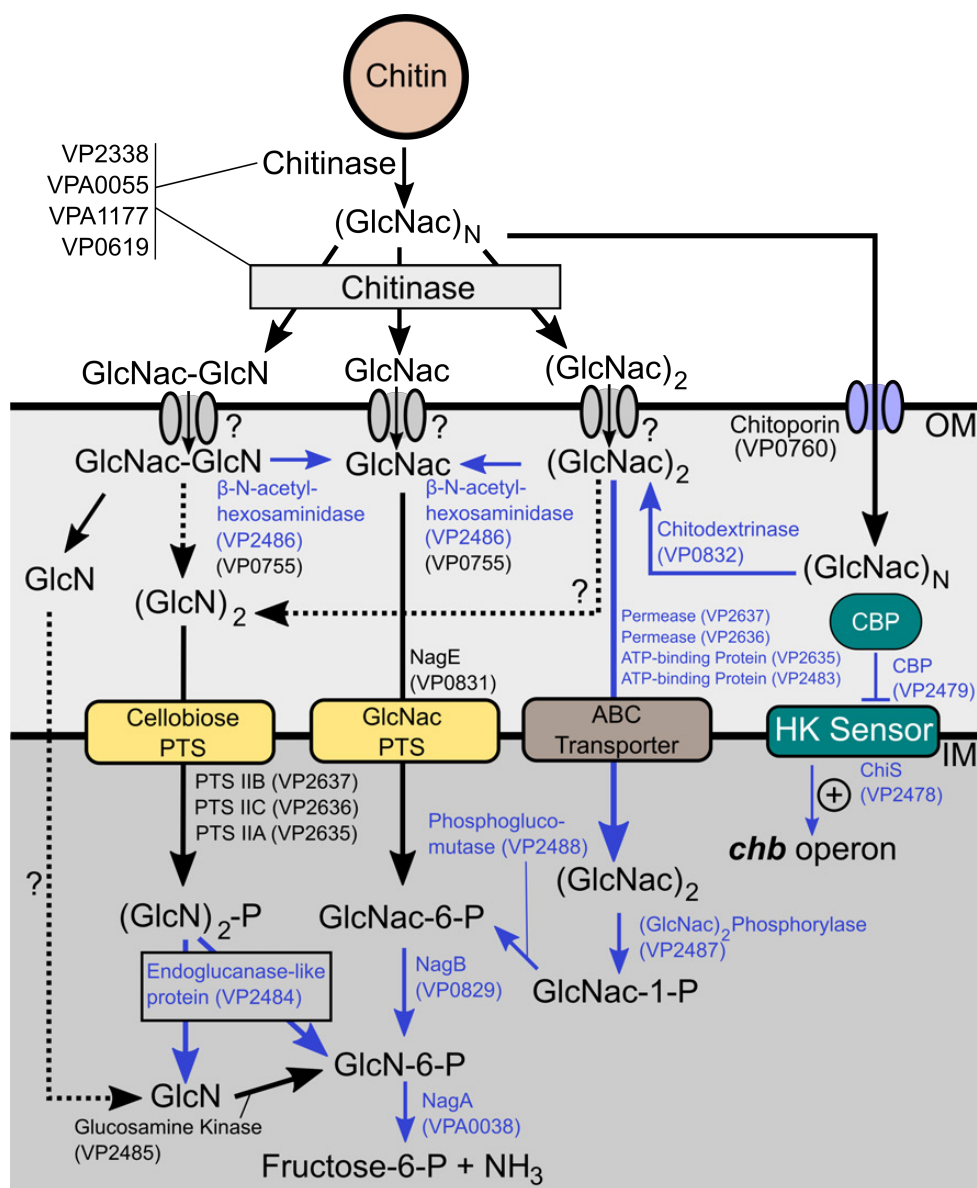 Chitin
VP2338
VPA0055
VPA1177
VP0619
Chitinase
(GlcNac)N
Chitinase
GlcNac-GlcN
GlcNac
(GlcNac)2
?
?
?
Chitoporin
(VP0760)
OM
GlcNac-GlcN
GlcNac
(GlcNac)2
β-N-acetyl-
hexosaminidase
(VP2486)
(VP0755)
β-N-acetyl-
hexosaminidase
(VP2486)
(VP0755)
Chitodextrinase
(VP0832)
(GlcNac)N
GlcN
(GlcN)2
?
CBP
Permease (VP2637)
Permease (VP2636)
ATP-binding Protein (VP2635)
ATP-binding Protein (VP2483)
NagE
(VP0831)
CBP
(VP2479)
Cellobiose
PTS
GlcNac
PTS
ABC
Transporter
HK Sensor
IM
PTS IIB (VP2637)
PTS IIC (VP2636)
PTS IIA (VP2635)
ChiS
(VP2478)
+
chb operon
Phosphogluco-
mutase (VP2488)
?
(GlcNac)2
(GlcN)2-P
GlcNac-6-P
(GlcNac)2Phosphorylase
(VP2487)
Endoglucanase-like
protein (VP2484)
NagB
(VP0829)
GlcNac-1-P
GlcN-6-P
GlcN
Glucosamine Kinase
(VP2485)
NagA
(VPA0038)
Fructose-6-P + NH3